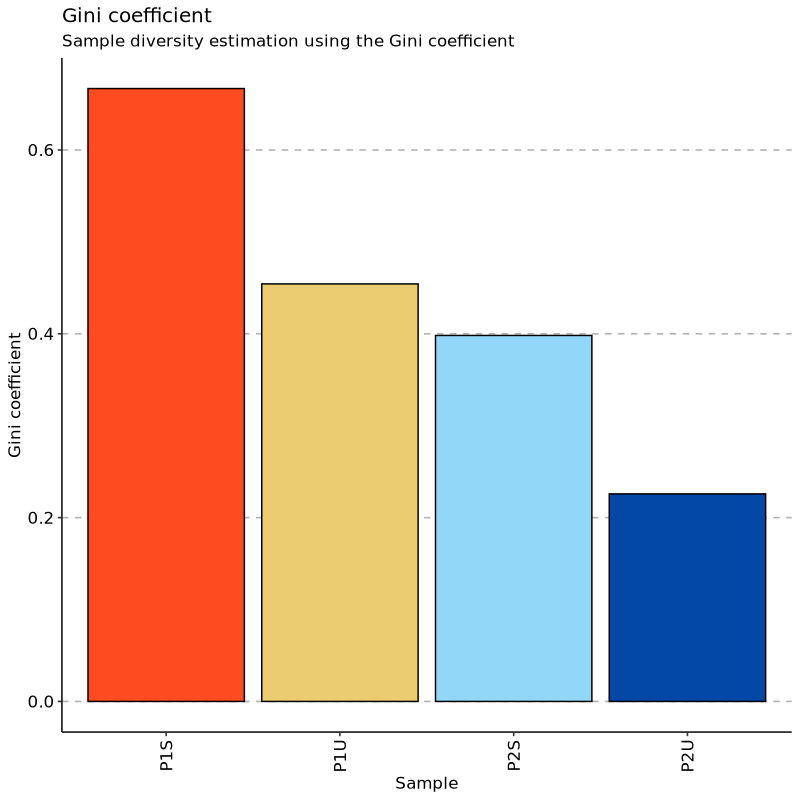 Gini coefficient
Sample diversity estimation using the Gini coefficient
Gini coefficient
0.6
0.4
0.2
0.0
P1S
P1U
P2S
P2U
Sample